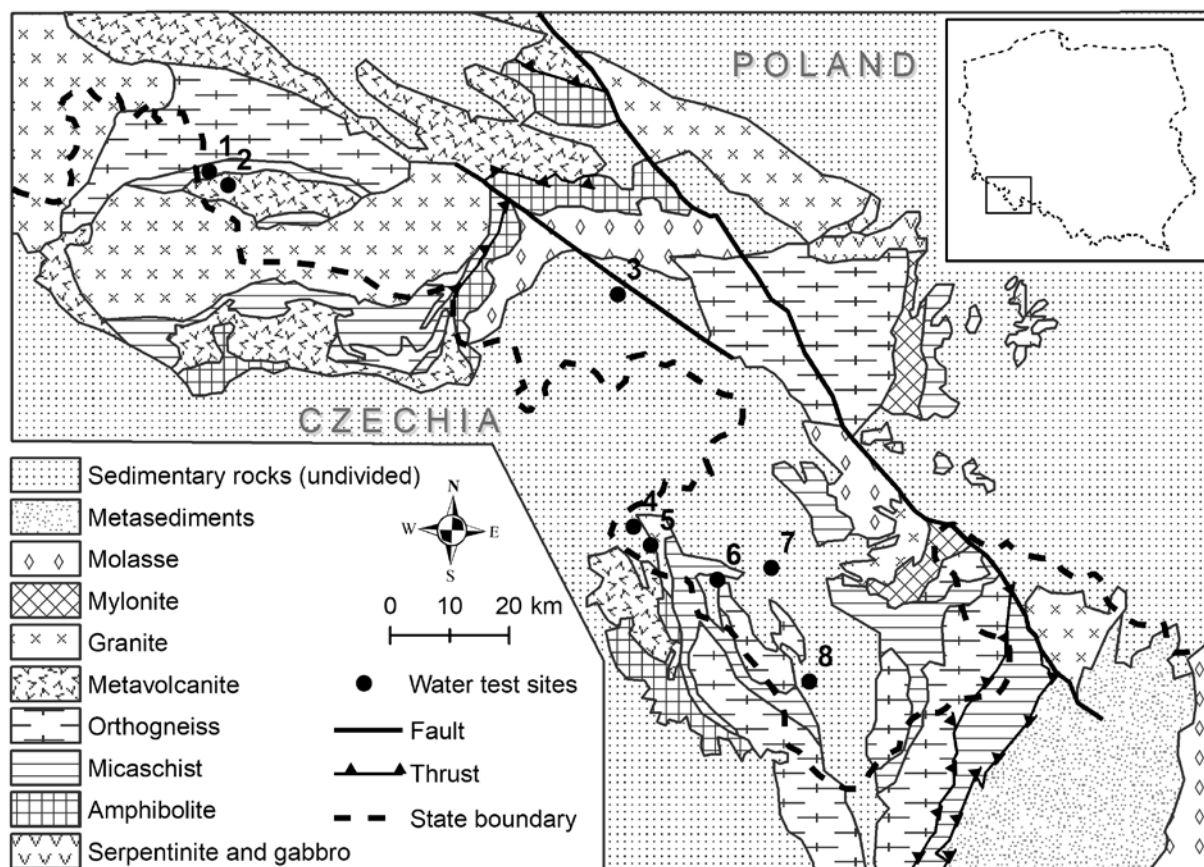 POLAND
1
2
3
CZECHIA
4
5
6
7
8
Sedimentary rocks (undivided)
Metasediments
Molasse
Mylonite
Granite
Metavolcanite
Orthogneiss
Micaschist
Amphibolite
Serpentinite and gabbro
N
W E
S
0 10 20 km
Water test sites
Fault
Thrust
State boundary